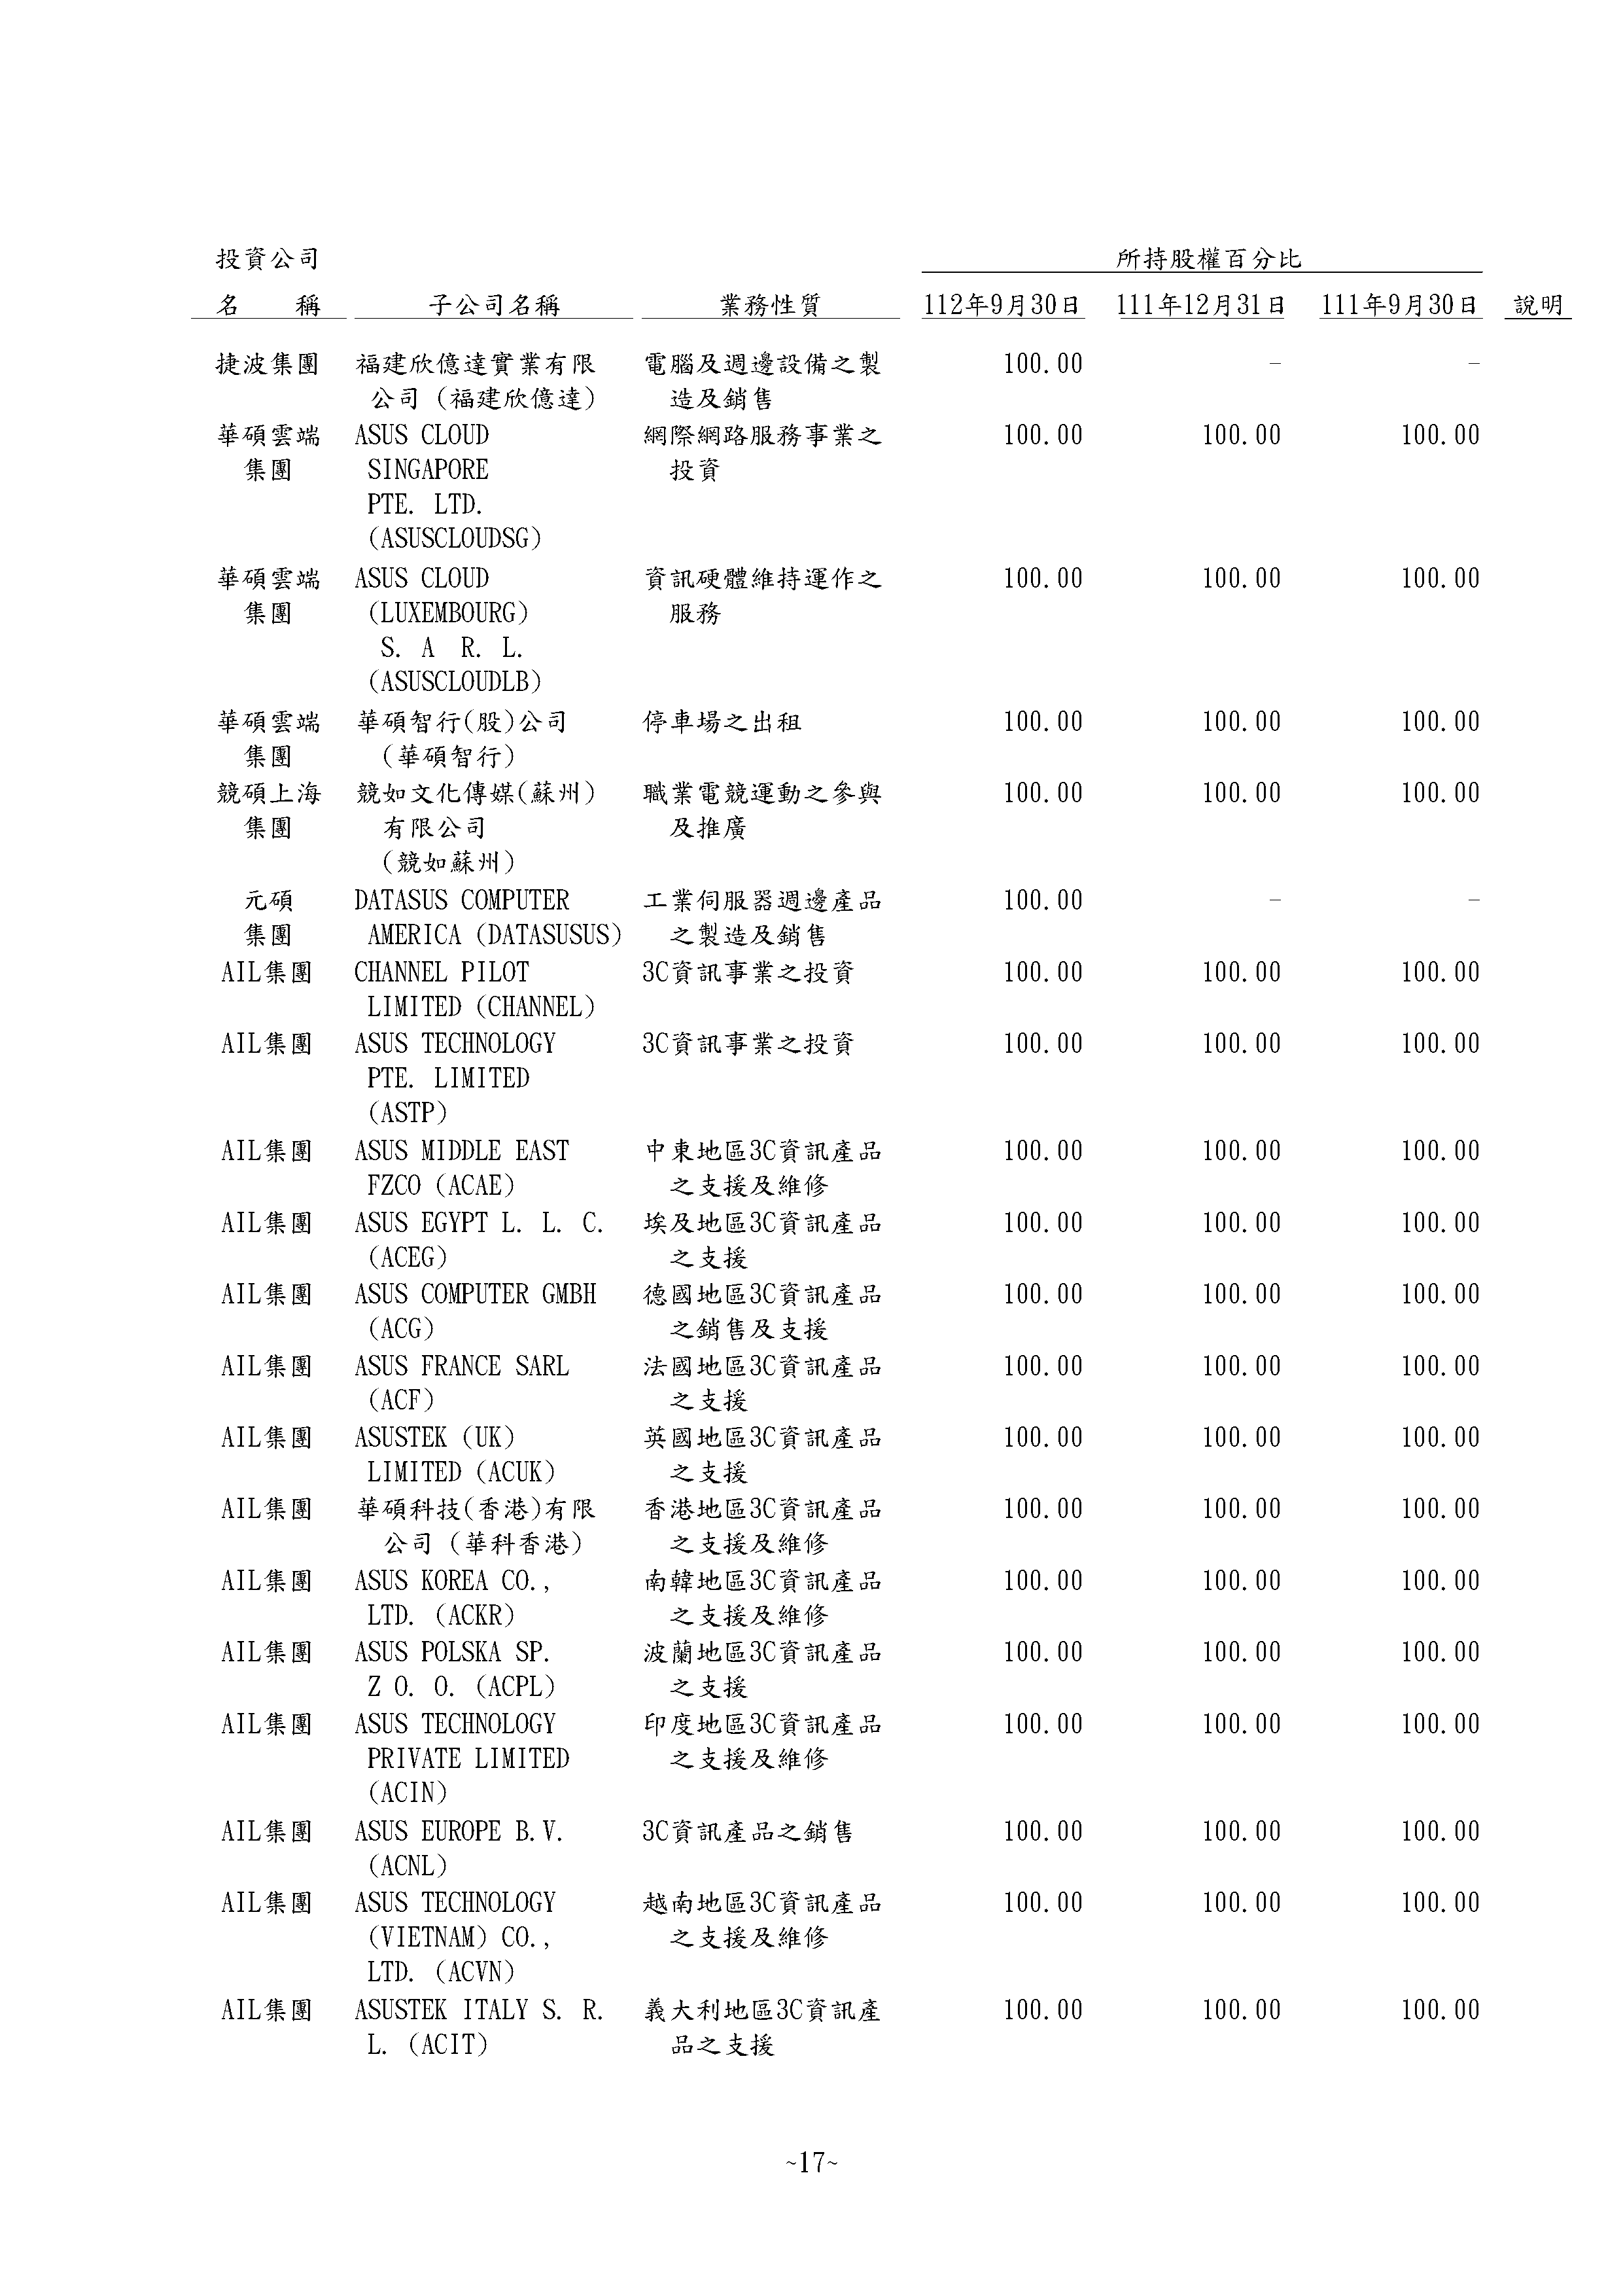 投資公司 所持股權百分比
名 稱 子公司名稱 業務性質 112年9月30日 111年12月31日 111年9月30日 說明
捷波集團 福建欣億達實業有限 電腦及週邊設備之製 100.00 – –
公司 (福建欣億達) 造及銷售
華碩雲端 ASUS CLOUD 網際網路服務事業之 100.00 100.00 100.00
集團 SINGAPORE 投資
PTE. LTD.
(ASUSCLOUDSG)
華碩雲端 ASUS CLOUD 資訊硬體維持運作之 100.00 100.00 100.00
集團 (LUXEMBOURG) 服務
S. A R. L.
(ASUSCLOUDLB)
華碩雲端 華碩智行(股)公司 停車場之出租 100.00 100.00 100.00
集團 (華碩智行)
競碩上海 競如文化傳媒(蘇州) 職業電競運動之參與 100.00 100.00 100.00
集團 有限公司 及推廣
(競如蘇州)
元碩 DATASUS COMPUTER 工業伺服器週邊產品 100.00 – –
集團 AMERICA (DATASUSUS) 之製造及銷售
AIL集團 CHANNEL PILOT 3C資訊事業之投資 100.00 100.00 100.00
LIMITED (CHANNEL)
AIL集團 ASUS TECHNOLOGY 3C資訊事業之投資 100.00 100.00 100.00
PTE. LIMITED
(ASTP)
AIL集團 ASUS MIDDLE EAST 中東地區3C資訊產品 100.00 100.00 100.00
FZCO (ACAE) 之支援及維修
AIL集團 ASUS EGYPT L. L. C. 埃及地區3C資訊產品 100.00 100.00 100.00
(ACEG) 之支援
AIL集團 ASUS COMPUTER GMBH 德國地區3C資訊產品 100.00 100.00 100.00
(ACG) 之銷售及支援
AIL集團 ASUS FRANCE SARL 法國地區3C資訊產品 100.00 100.00 100.00
(ACF) 之支援
AIL集團 ASUSTEK (UK) 英國地區3C資訊產品 100.00 100.00 100.00
LIMITED (ACUK) 之支援
AIL集團 華碩科技(香港)有限 香港地區3C資訊產品 100.00 100.00 100.00
公司 (華科香港) 之支援及維修
AIL集團 ASUS KOREA CO., 南韓地區3C資訊產品 100.00 100.00 100.00
LTD. (ACKR) 之支援及維修
AIL集團 ASUS POLSKA SP. 波蘭地區3C資訊產品 100.00 100.00 100.00
Z O. O. (ACPL) 之支援
AIL集團 ASUS TECHNOLOGY 印度地區3C資訊產品 100.00 100.00 100.00
PRIVATE LIMITED 之支援及維修
(ACIN)
AIL集團 ASUS EUROPE B.V. 3C資訊產品之銷售 100.00 100.00 100.00
(ACNL)
AIL集團 ASUS TECHNOLOGY 越南地區3C資訊產品 100.00 100.00 100.00
(VIETNAM) CO., 之支援及維修
LTD. (ACVN)
AIL集團 ASUSTEK ITALY S. R. 義大利地區3C資訊產 100.00 100.00 100.00
L. (ACIT) 品之支援
~17~